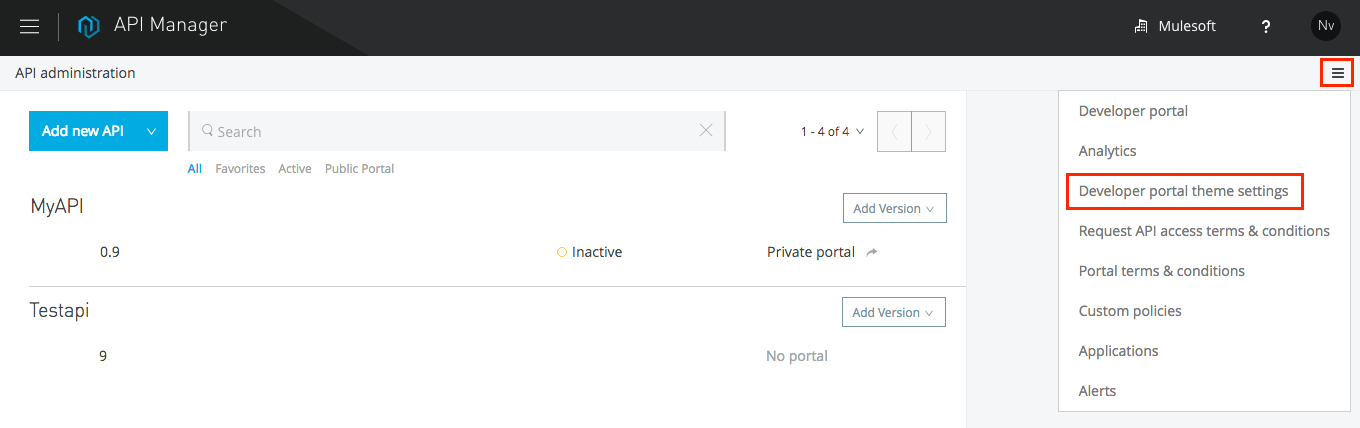 API Manager
Mulesoft
?
Nv
API administration
Add new API
Search
1 - 4 of 4
All Favorites Active Public Portal
MyAPI
Add Version
0.9
Inactive
Private portal
Testapi
Add Version
9
No portal
Developer portal
Analytics
Developer portal theme settings
Request API access terms & conditions
Portal terms & conditions
Custom policies
Applications
Alerts